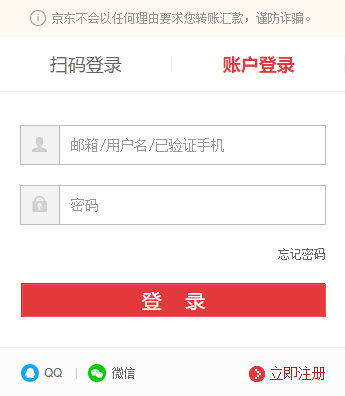 京东不会以任何理由要求您转账汇款，谨防诈骗。
扫码登录 账户登录
邮箱/用户名/已验证手机
密码
忘记密码
登 录
QQ | 微信 立即注册